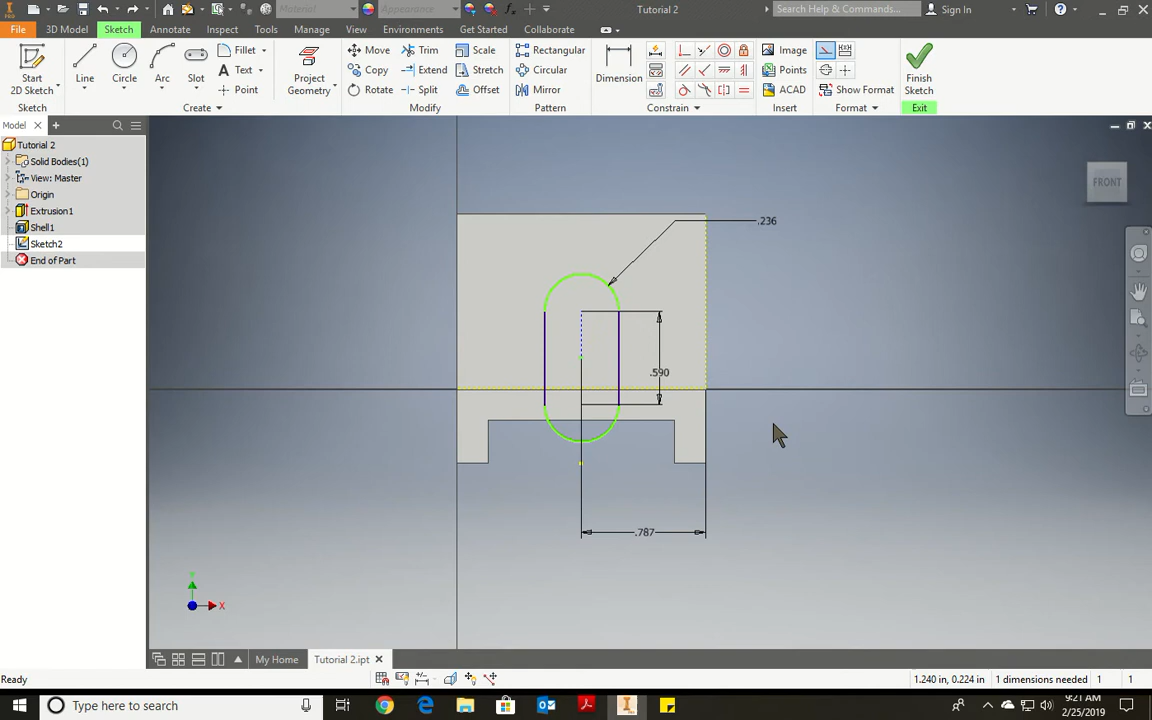 Material
Appearance
Tutorial 2
Search Help & Commands...
Sign In
File
3D Model
Sketch
Annotate
Inspect
Tools
Manage
View
Environments
Get Started
Collaborate
Start
2D Sketch
Line
Circle
Arc
Slot
Fillet
Text
Point
Project
Geometry
Move
Copy
Rotate
Trim
Extend
Split
Scale
Stretch
Offset
Rectangular
Circular
Mirror
Dimension
Image
Points
ACAD
Show Format
Finish
Sketch
Sketch
Create
Modify
Pattern
Constrain
Insert
Format
Exit
Model
Tutorial 2
Solid Bodies(1)
View: Master
Origin
Extrusion1
Shell1
Sketch2
End of Part
FRONT
.236
.590
.787
X
My Home
Tutorial 2.ipt
Ready
1.240 in, 0.224 in
1 dimensions needed
1
1
Type here to search
9:21 AM
2/25/2019